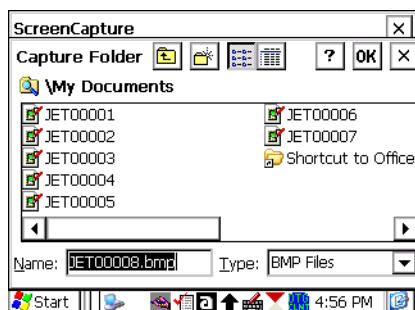 ScreenCapture
Capture Folder ? OK
\My Documents
JET00001 JET00006
JET00002 JET00007
JET00003 Shortcut to Office
JET00004
JET00005
Name: JET00008.bmp Type: BMP Files
Start a 4:56 PM